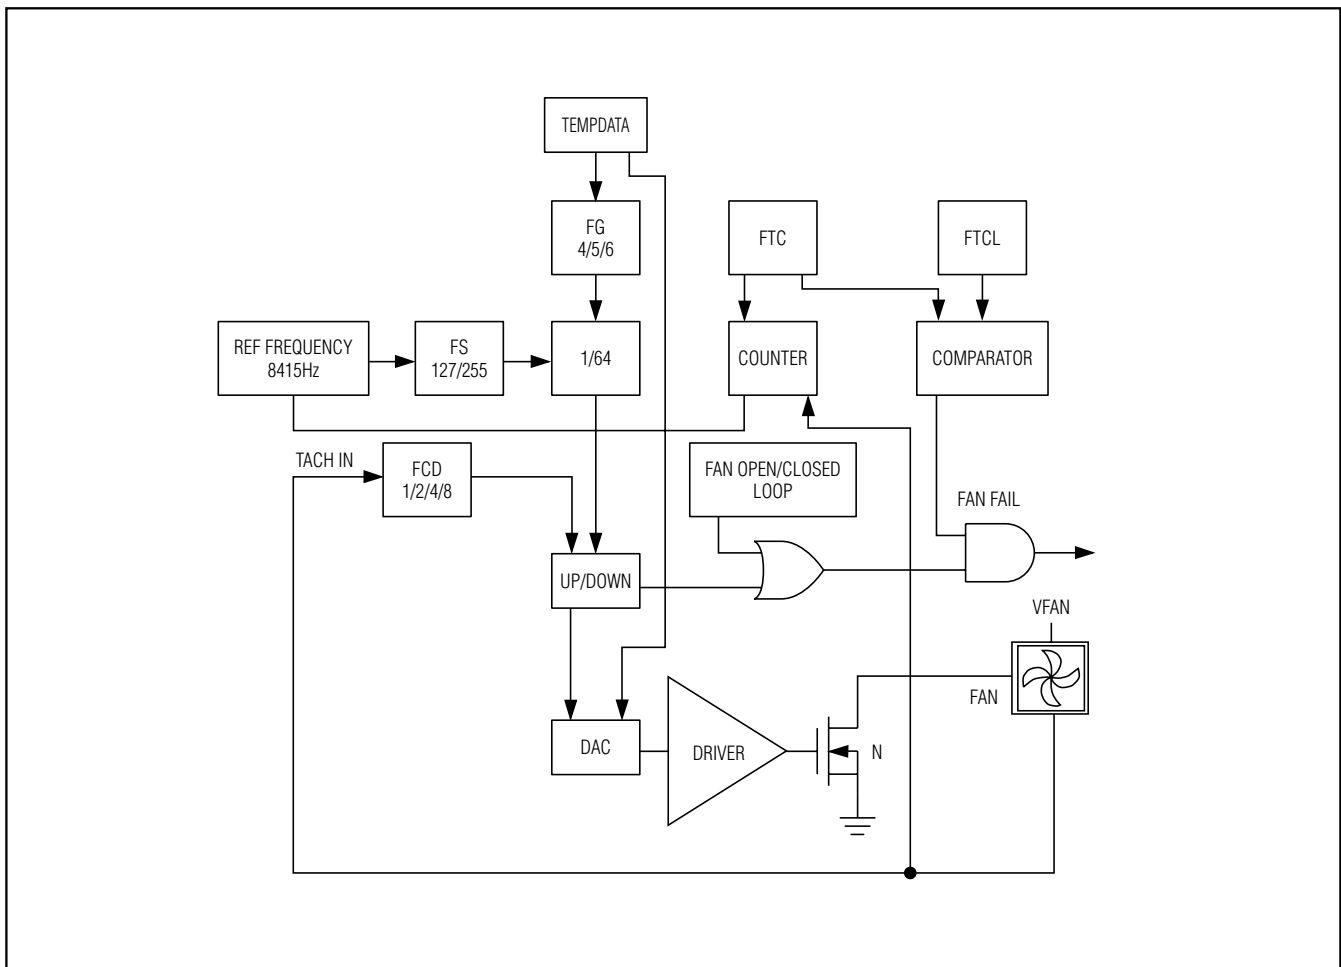 TEMPDATA
FG
4/5/6
FTC
FTCL
REF FREQUENCY
8415Hz
FS
127/255
1/64
COUNTER
COMPARATOR
TACH IN
FCD
1/2/4/8
FAN OPEN/CLOSED
LOOP
FAN FAIL
UP/DOWN
VFAN
FAN
DAC
DRIVER
N